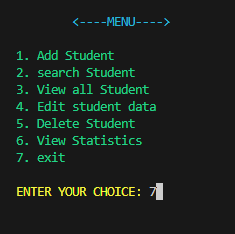 <----MENU---->
1. Add Student
2. search Student
3. View all Student
4. Edit student data
5. Delete Student
6. View Statistics
7. exit
ENTER YOUR CHOICE: 7